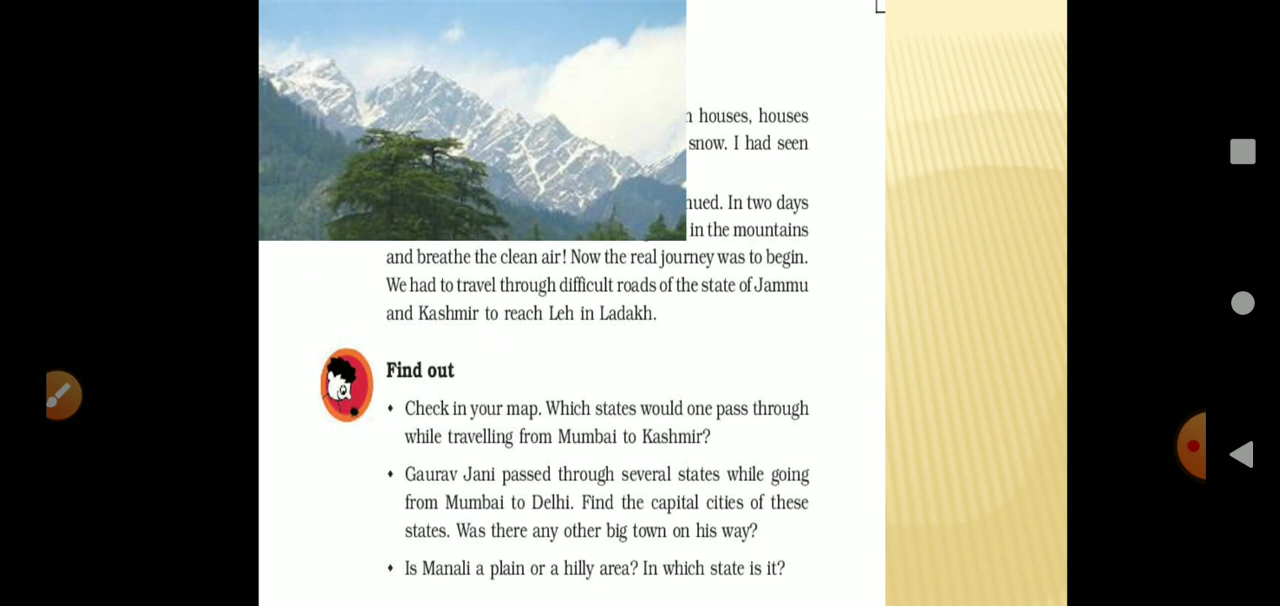 houses, houses
snow. I had seen
In two days
in the mountains
and breathe the clean air! Now the real journey was to begin.
We had to travel through difficult roads of the state of Jammu
and Kashmir to reach Leh in Ladakh.
Find out
• Check in your map. Which states would one pass through
while travelling from Mumbai to Kashmir?
• Gaurav Jani passed through several states while going
from Mumbai to Delhi. Find the capital cities of these
states. Was there any other big town on his way?
• Is Manali a plain or a hilly area? In which state is it?